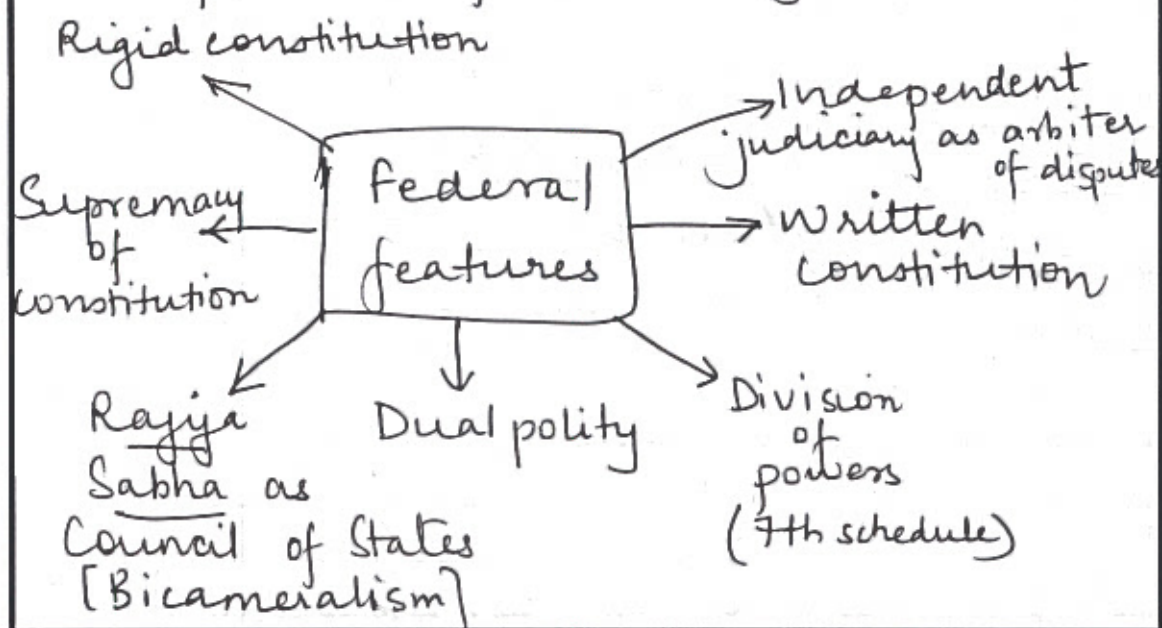 Rigid constitution
Independent
judiciary as arbiter
of disputes
Federal
features
Supremacy
of
constitution
Written
constitution
Rajya
Sabha as
Council of States
[Bicameralism]
Dual polity
Division
of
powers
(7th schedule)